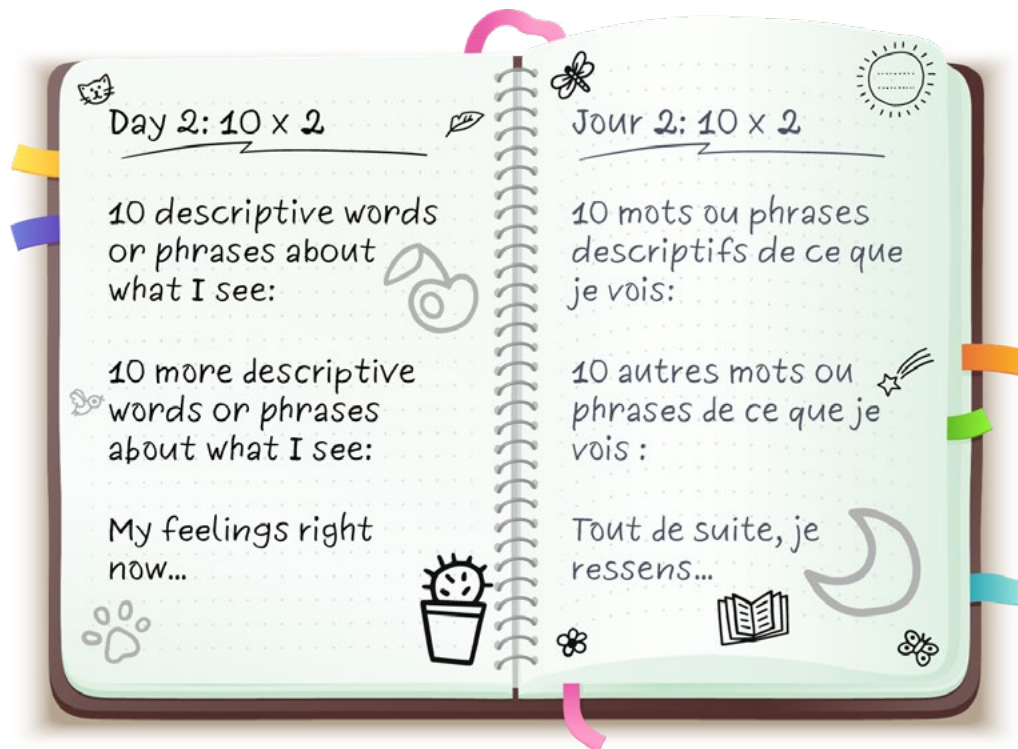 Day 2: 10 x 2
10 descriptive words
or phrases about
what I see:
10 more descriptive
words or phrases
about what I see:
My feelings right
now...
Jour 2: 10 x 2
10 mots ou phrases
descriptifs de ce que
je vois:
10 autres mots ou
phrases de ce que je
vois :
Tout de suite, je
ressens...